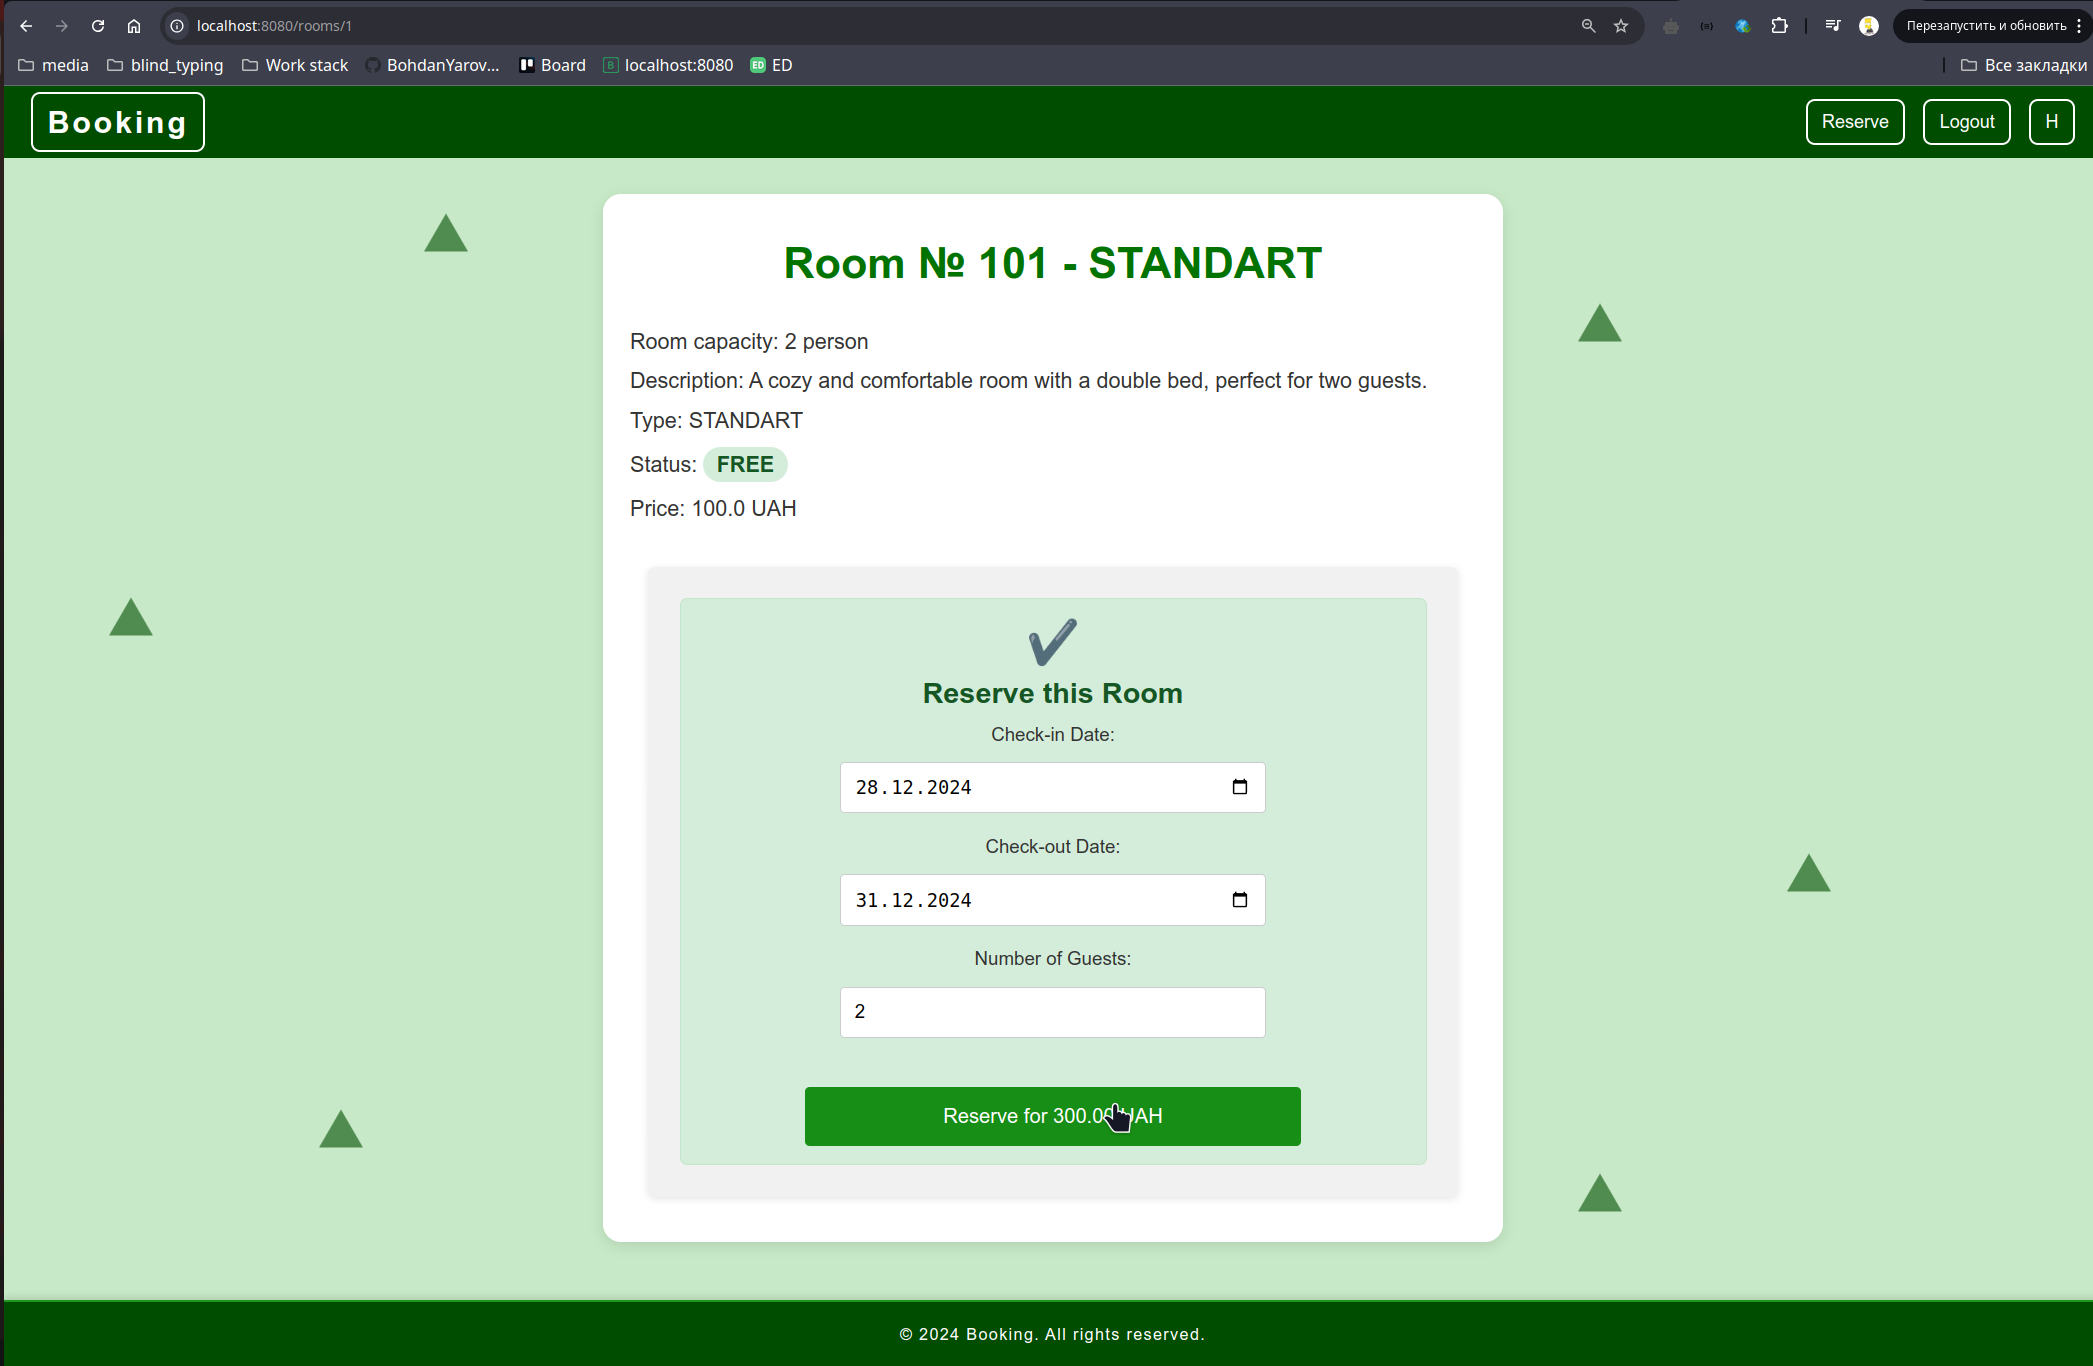 localhost:8080/rooms/1
Перезапустить и обновить
media blind_typing Work stack BohdanYarov... Board B localhost:8080 ED ED Все закладки
Booking Reserve Logout H
Room № 101 - STANDART
Room capacity: 2 person
Description: A cozy and comfortable room with a double bed, perfect for two guests.
Type: STANDART
Status: FREE
Price: 100.0 UAH
Reserve this Room
Check-in Date:
28.12.2024
Check-out Date:
31.12.2024
Number of Guests:
2
Reserve for 300.00 UAH
© 2024 Booking. All rights reserved.